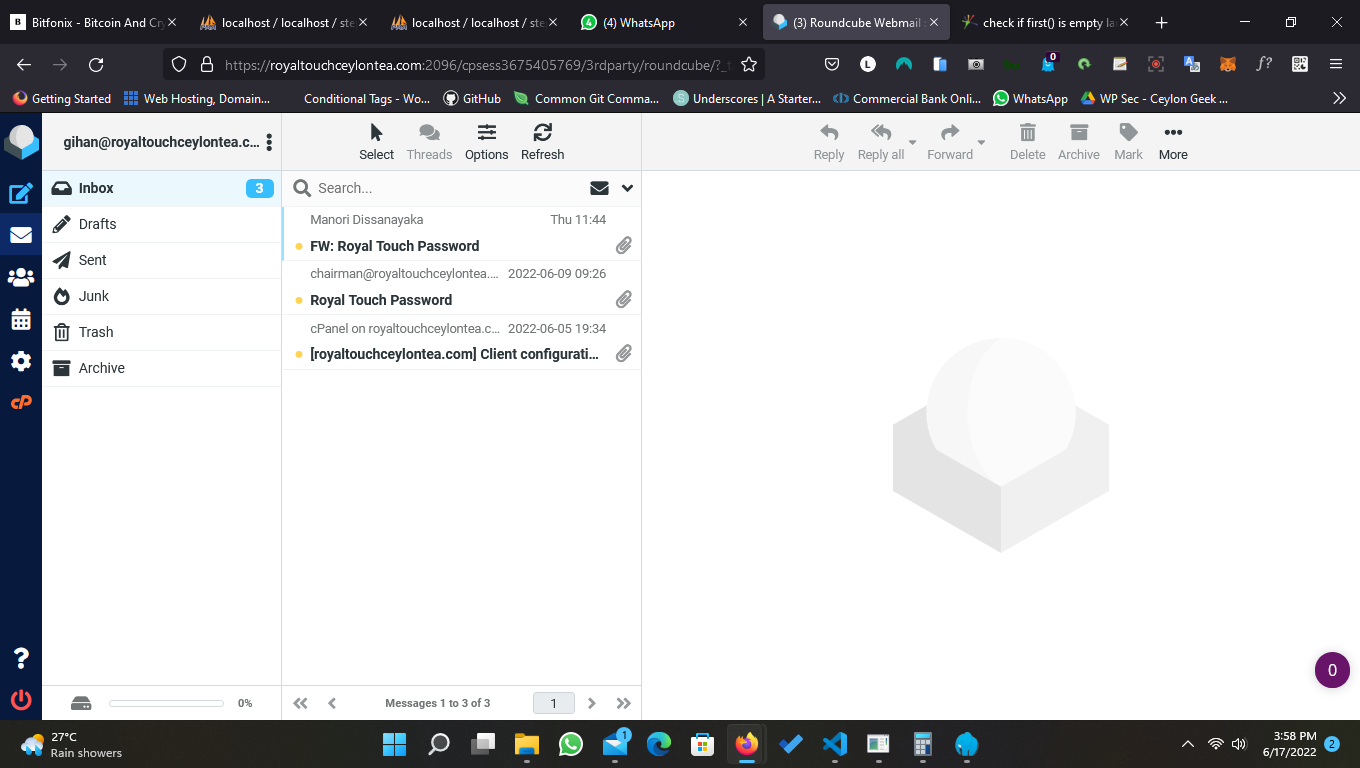 B Bitfonix - Bitcoin And Cry
localhost / localhost / ste
localhost / localhost / ste
4 (4) WhatsApp
(3) Roundcube Webmail
check if first() is empty la
https://royaltouchceylontea.com:2096/cpsess3675405769/3rdparty/roundcube/?_t
L
0
f?
Getting Started
Web Hosting, Domain...
Conditional Tags - Wo...
GitHub
Common Git Comma...
S Underscores | A Starter...
Commercial Bank Onli...
WhatsApp
WP Sec - Ceylon Geek ...
gihan@royaltouchceylontea.c...
Select
Threads
Options
Refresh
Reply
Reply all
Forward
Delete
Archive
Mark
More
Inbox 3
Drafts
Sent
Junk
Trash
Archive
cP
?
0%
Search...
Manori Dissanayaka Thu 11:44
FW: Royal Touch Password
chairman@royaltouchceylontea.... 2022-06-09 09:26
Royal Touch Password
cPanel on royaltouchceylontea.c... 2022-06-05 19:34
[royaltouchceylontea.com] Client configurati...
Messages 1 to 3 of 3
1
0
27°C
Rain showers
1
3:58 PM
6/17/2022
2